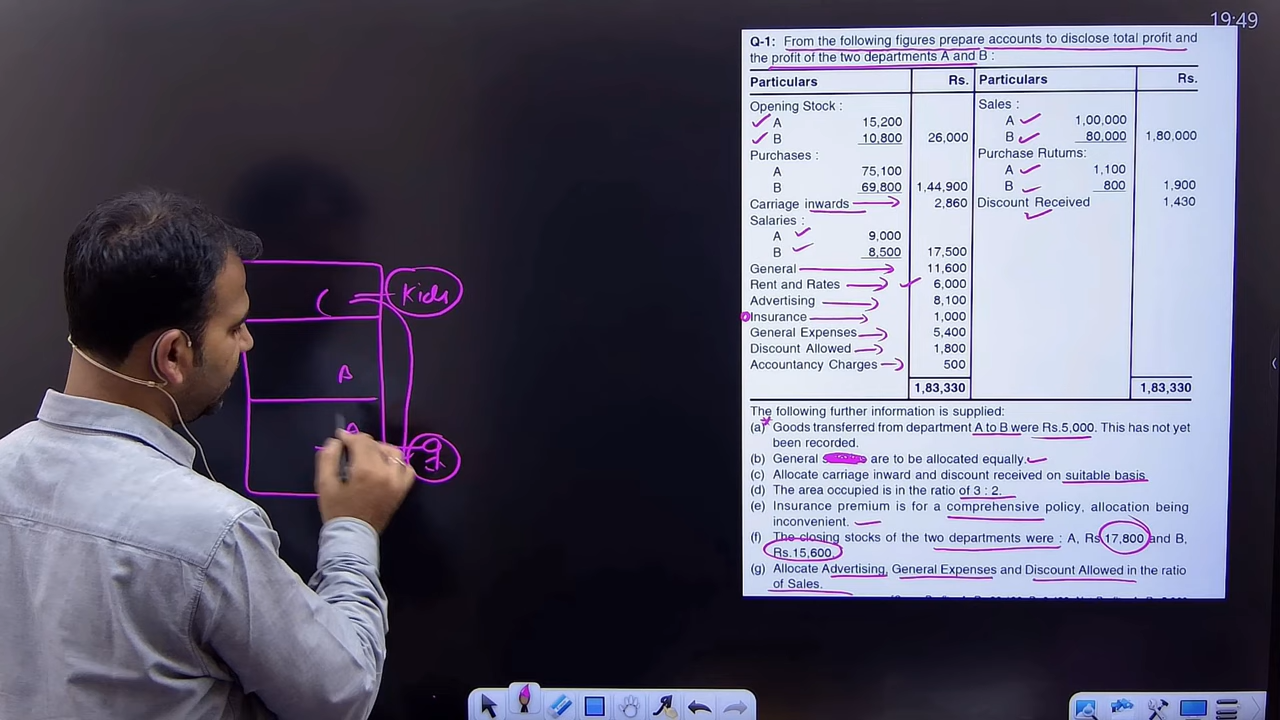 19:49
Q-1: From the following figures prepare accounts to disclose total profit and
the profit of the two departments A and B :
Particulars Rs. Particulars Rs.
Opening Stock : Sales :
A 15,200 A 1,00,000
B 10,800 26,000 B 80,000 1,80,000
Purchases : Purchase Ruturns:
A 75,100 A 1,100
B 69,800 1,44,900 B 800 1,900
Carriage inwards 2,860 Discount Received 1,430
Salaries :
A 9,000
B 8,500 17,500
General 11,600
Rent and Rates 6,000
Advertising 8,100
Insurance 1,000
General Expenses 5,400
Discount Allowed 1,800
Accountancy Charges 500
1,83,330 1,83,330
The following further information is supplied:
(a) Goods transferred from department A to B were Rs.5,000. This has not yet
been recorded.
(b) General are to be allocated equally.
(c) Allocate carriage inward and discount received on suitable basis.
(d) The area occupied is in the ratio of 3 : 2.
(e) Insurance premium is for a comprehensive policy, allocation being
inconvenient.
(f) The closing stocks of the two departments were : A, Rs 17,800 and B,
Rs.15,600.
(g) Allocate Advertising, General Expenses and Discount Allowed in the ratio
of Sales.
Kids
B
A